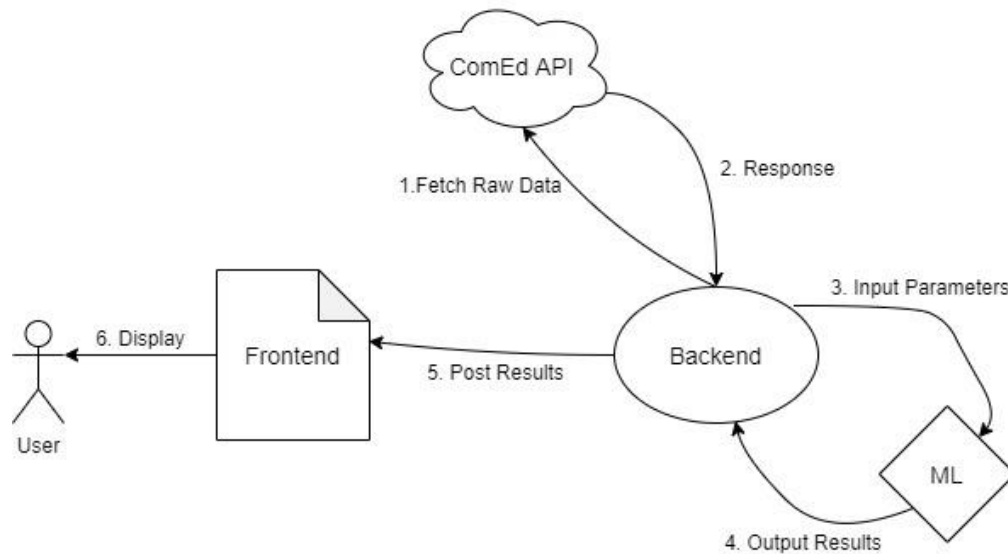 ComEd API
1.Fetch Raw Data
2. Response
3. Input Parameters
6. Display
Frontend
Backend
5. Post Results
User
ML
4. Output Results